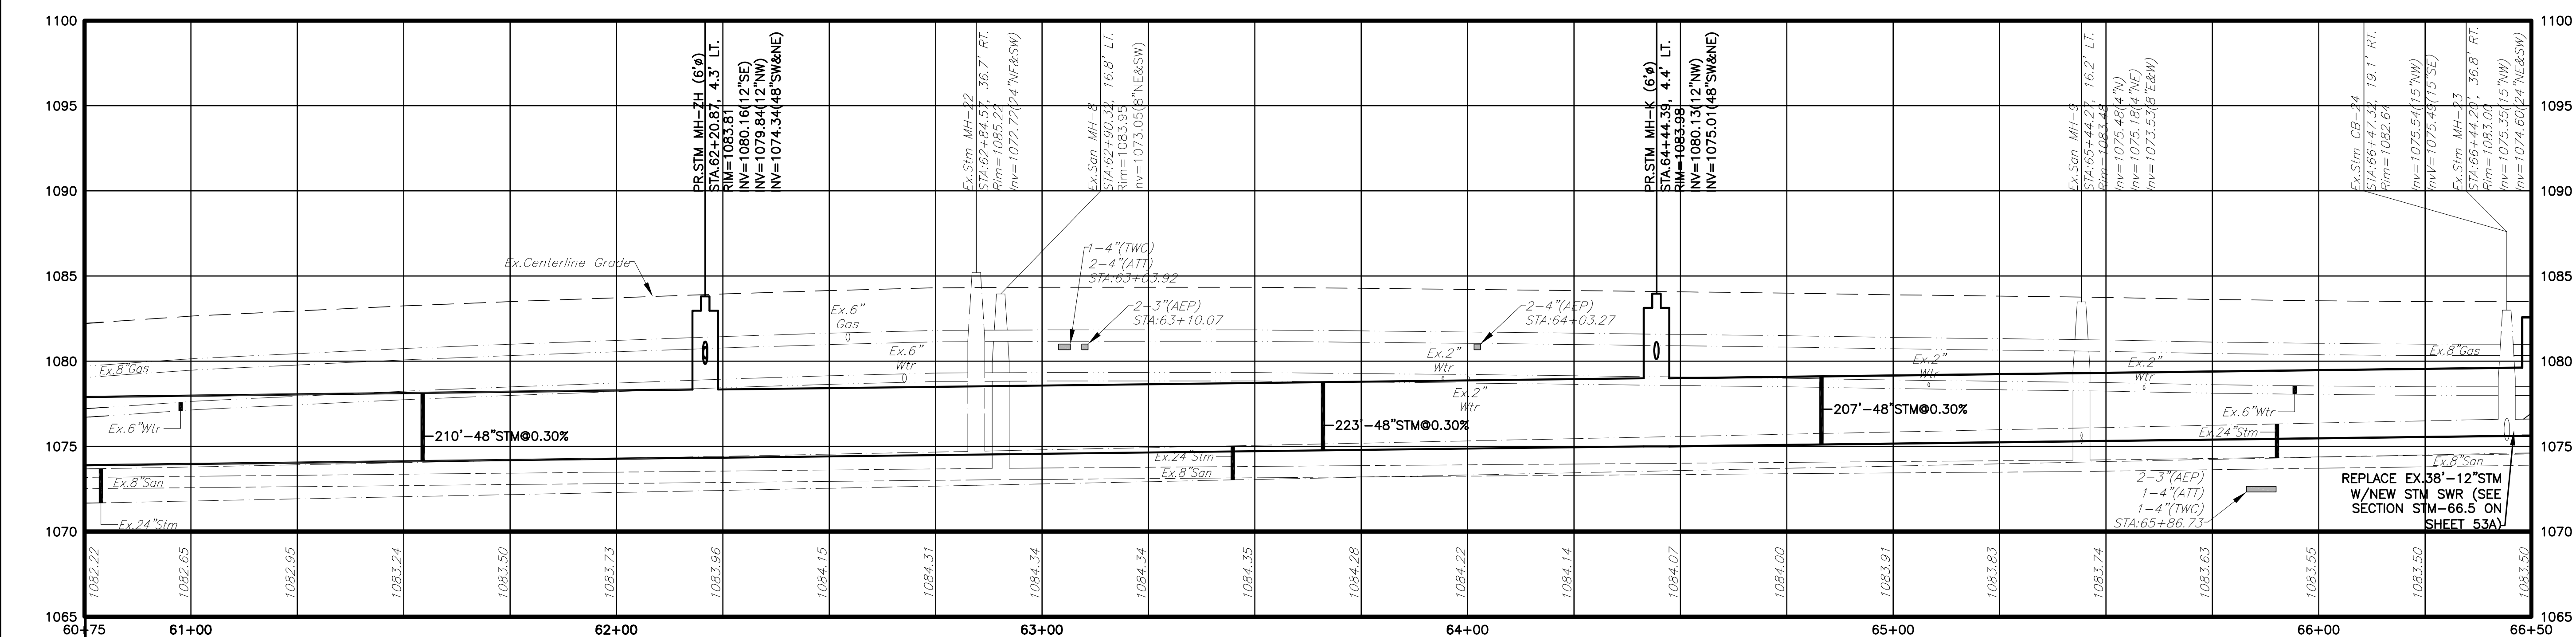 1100
1095
1090
1085
1080
1075
1070
1065
1100
1095
1090
1085
1080
1075
1070
1065
PR.STM MH-ZH (6'ø)
STA.62+20.87, 4.3' LT.
RIM=1083.81
NV=1080.16(12"SE)
NV=1079.84(12"NW)
NV=1074.34(48"SW&NE)
Ex.Stm MH-22
STA:62+84.57, 36.7' RT.
Rim=1085.22
Inv=1072.72(24"NE&SW)
Ex.San MH-8
STA:62+90.32, 16.8' LT.
Rim=1083.95
nv=1073.05(8"NE&SW)
PR.STM MH-K (6'ø)
STA.64+44.39, 4.4' LT.
RIM=1083.98
NV=1080.13(12"NW)
NV=1075.01(48"SW&NE)
Ex.San MH-9
STA:65+44.27, 16.2' LT.
Rim=1083.48
Inv=1075.48(4"N)
Inv=1075.18(4"NE)
Inv=1073.53(8"E&W)
Ex.Stm CB-24
STA:66+47.32, 19.1' RT.
Rim=1082.64
Inv=1075.54(15"NW)
InvV=1075.49(15"SE)
Ex.Stm MH-23
STA:66+44.20', 36.8' RT.
Rim=1083.00
Inv=1075.35(15"NW)
Inv=1074.60(24"NE&SW)
Ex.Centerline Grade
1-4"(TWC)
2-4"(ATT)
STA:63+03.92
2-3"(AEP)
STA:63+10.07
2-4"(AEP)
STA:64+03.27
Ex.6"
Gas
Ex.6"
Wtr
Ex.2"
Wtr
Ex.2"
Wtr
Ex.2"
Wtr
Ex.2"
Wtr
Ex.8"Gas
Ex.8"Gas
Ex.6"Wtr
Ex.6"Wtr
210'-48"STM@0.30%
223'-48"STM@0.30%
207'-48"STM@0.30%
Ex.24"Stm
Ex.8"San
Ex.24"Stm
Ex.8"San
Ex.8"San
Ex.24"Stm
2-3"(AEP)
1-4"(ATT)
1-4"(TWC)
STA:65+86.73
REPLACE EX.38'-12"STM
W/NEW STM SWR (SEE
SECTION STM-66.5 ON
SHEET 53A)
1082.22
1082.65
1082.95
1083.24
1083.50
1083.73
1083.96
1084.15
1084.31
1084.34
1084.34
1084.35
1084.28
1084.22
1084.14
1084.07
1084.00
1083.91
1083.83
1083.74
1083.63
1083.55
1083.50
1083.50
60+75
61+00
62+00
63+00
64+00
65+00
66+00
66+50